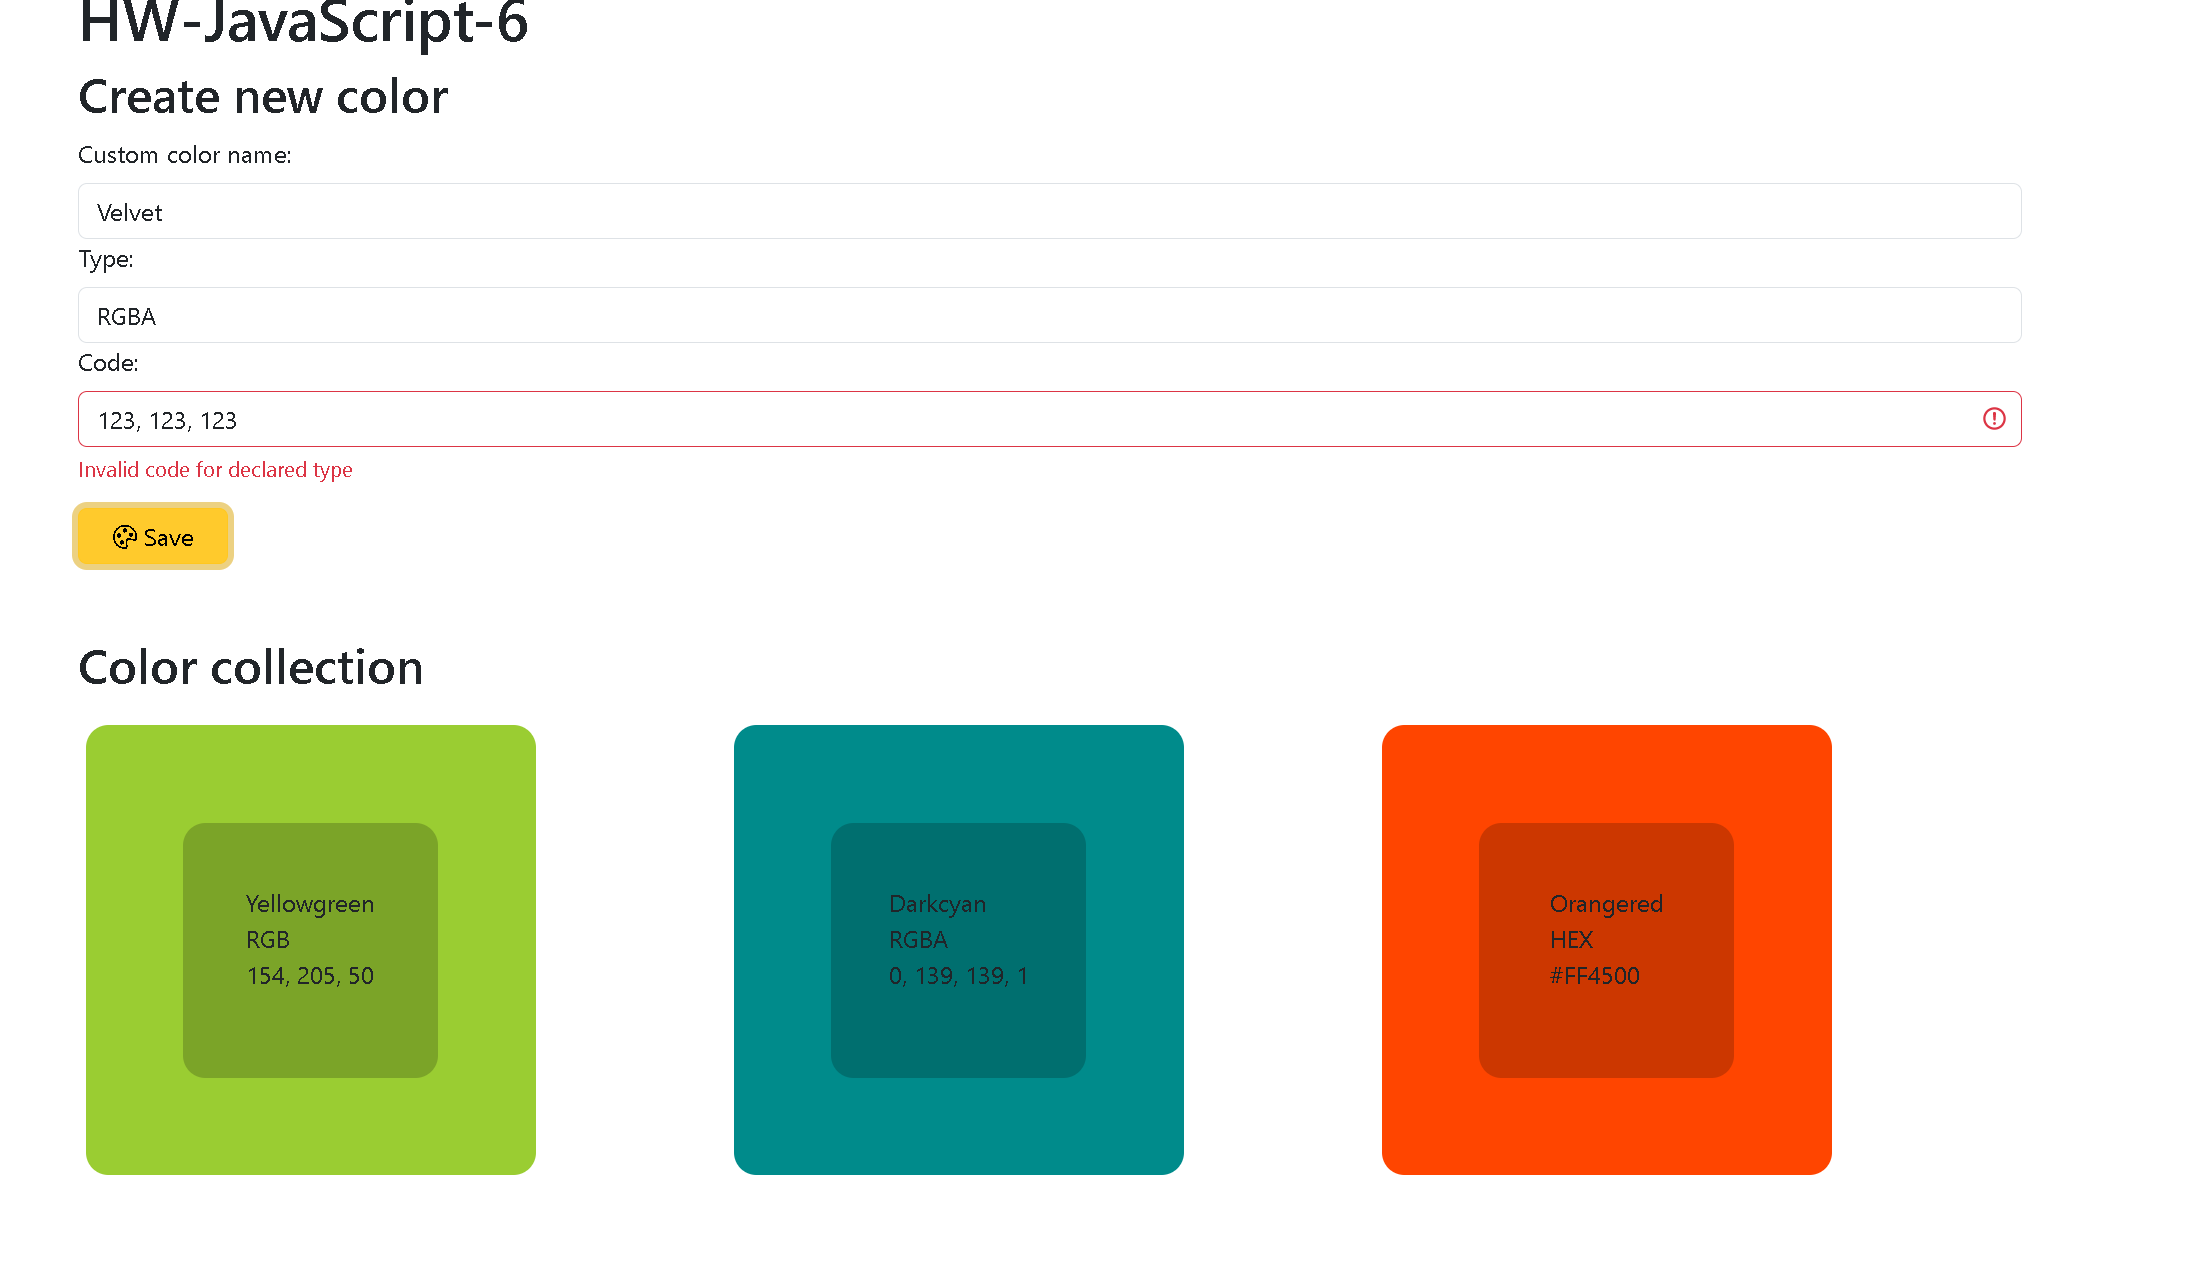 HW-JavaScript-6
Create new color
Custom color name:
Velvet
Type:
RGBA
Code:
123, 123, 123
Invalid code for declared type
Save
Color collection
Yellowgreen
RGB
154, 205, 50
Darkcyan
RGBA
0, 139, 139, 1
Orangered
HEX
#FF4500